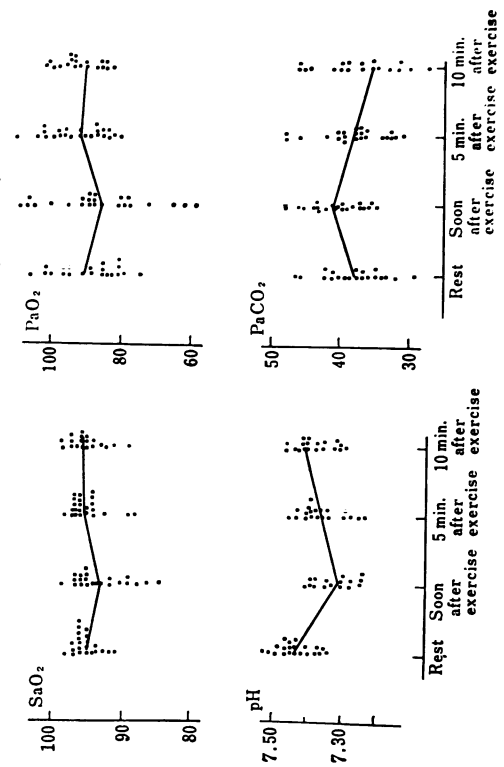 SaO2
100
90
80
PaO2
100
80
60
pH
7.50
7.30
Rest
Soon
after
exercise
5 min.
after
exercise
10 min.
after
exercise
PaCO2
50
40
30
Rest
Soon
after
exercise
5 min.
after
exercise
10 min.
after
exercise